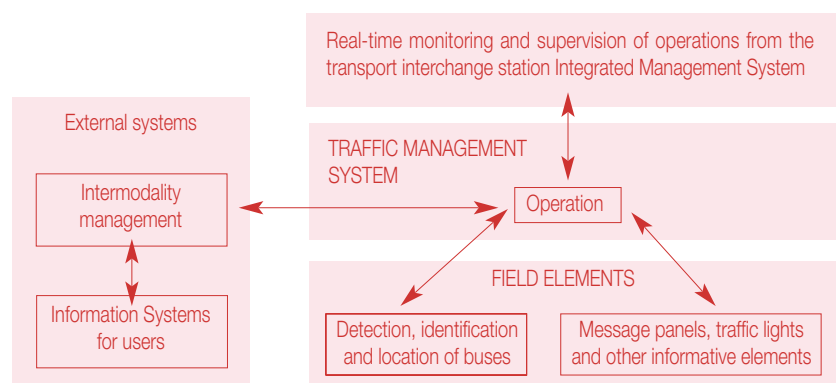 Real-time monitoring and supervision of operations from the
transport interchange station Integrated Management System
External systems
Intermodality
management
Information Systems
for users
TRAFFIC MANAGEMENT
SYSTEM
Operation
FIELD ELEMENTS
Detection, identification
and location of buses
Message panels, traffic lights
and other informative elements